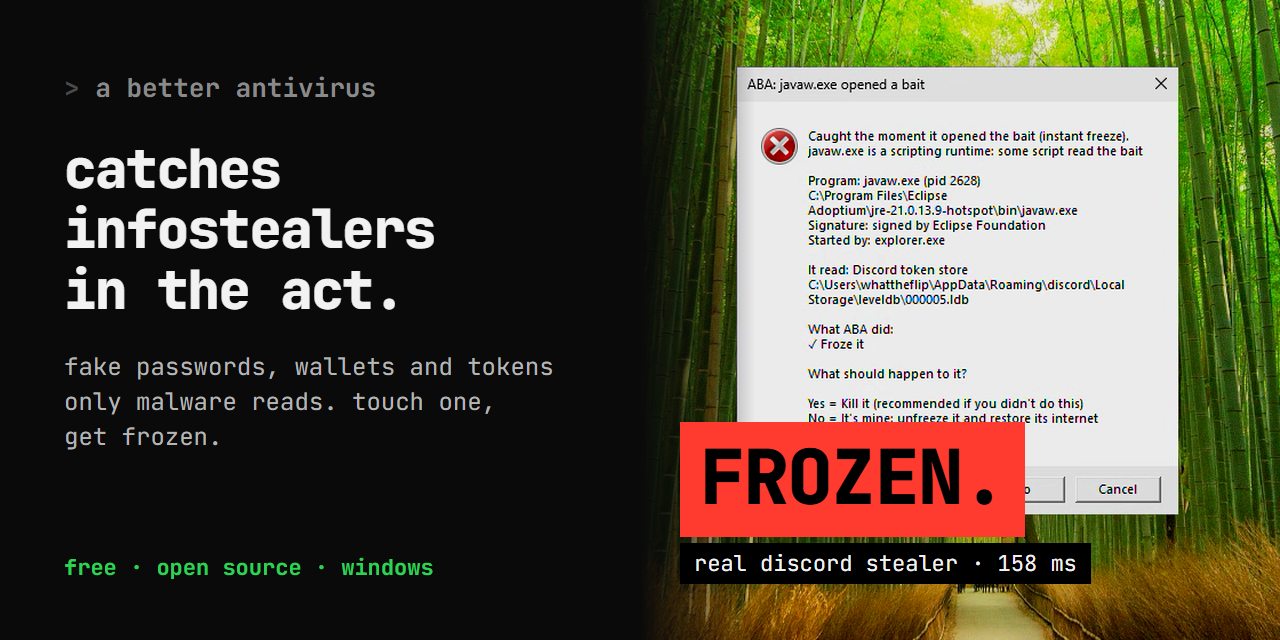 > a better antivirus
catches
infostealers
in the act.
fake passwords, wallets and tokens
only malware reads. touch one,
get frozen.
free · open source · windows
ABA: javaw.exe opened a bait
Caught the moment it opened the bait (instant freeze).
javaw.exe is a scripting runtime: some script read the bait
Program: javaw.exe (pid 2628)
C:\Program Files\Eclipse
Adoptium\jre-21.0.13.9-hotspot\bin\javaw.exe
Signature: signed by Eclipse Foundation
Started by: explorer.exe
It read: Discord token store
C:\Users\whattheflip\AppData\Roaming\discord\Local
Storage\leveldb\000005.ldb
What ABA did:
✓ Froze it
What should happen to it?
Yes = Kill it (recommended if you didn't do this)
No = It's mine: unfreeze it and restore its internet
Cancel
FROZEN.
real discord stealer · 158 ms